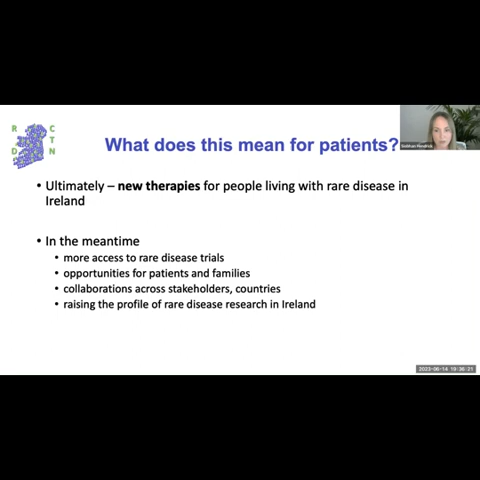 R C
T
D N
What does this mean for patients?
• Ultimately – new therapies for people living with rare disease in
Ireland
• In the meantime
• more access to rare disease trials
• opportunities for patients and families
• collaborations across stakeholders, countries
• raising the profile of rare disease research in Ireland
2023-06-14 19:36:21